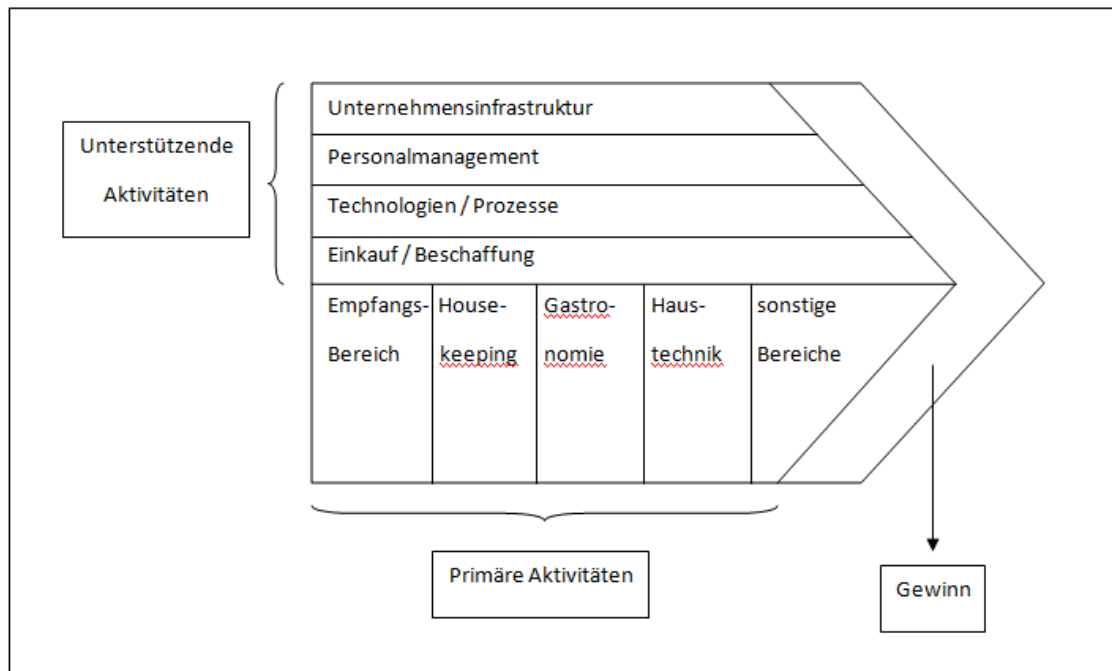 Unterstützende
Aktivitäten
Unternehmensinfrastruktur
Personalmanagement
Technologien / Prozesse
Einkauf / Beschaffung
Empfangs-
Bereich
House-
keeping
Gastro-
nomie
Haus-
technik
sonstige
Bereiche
Primäre Aktivitäten
Gewinn